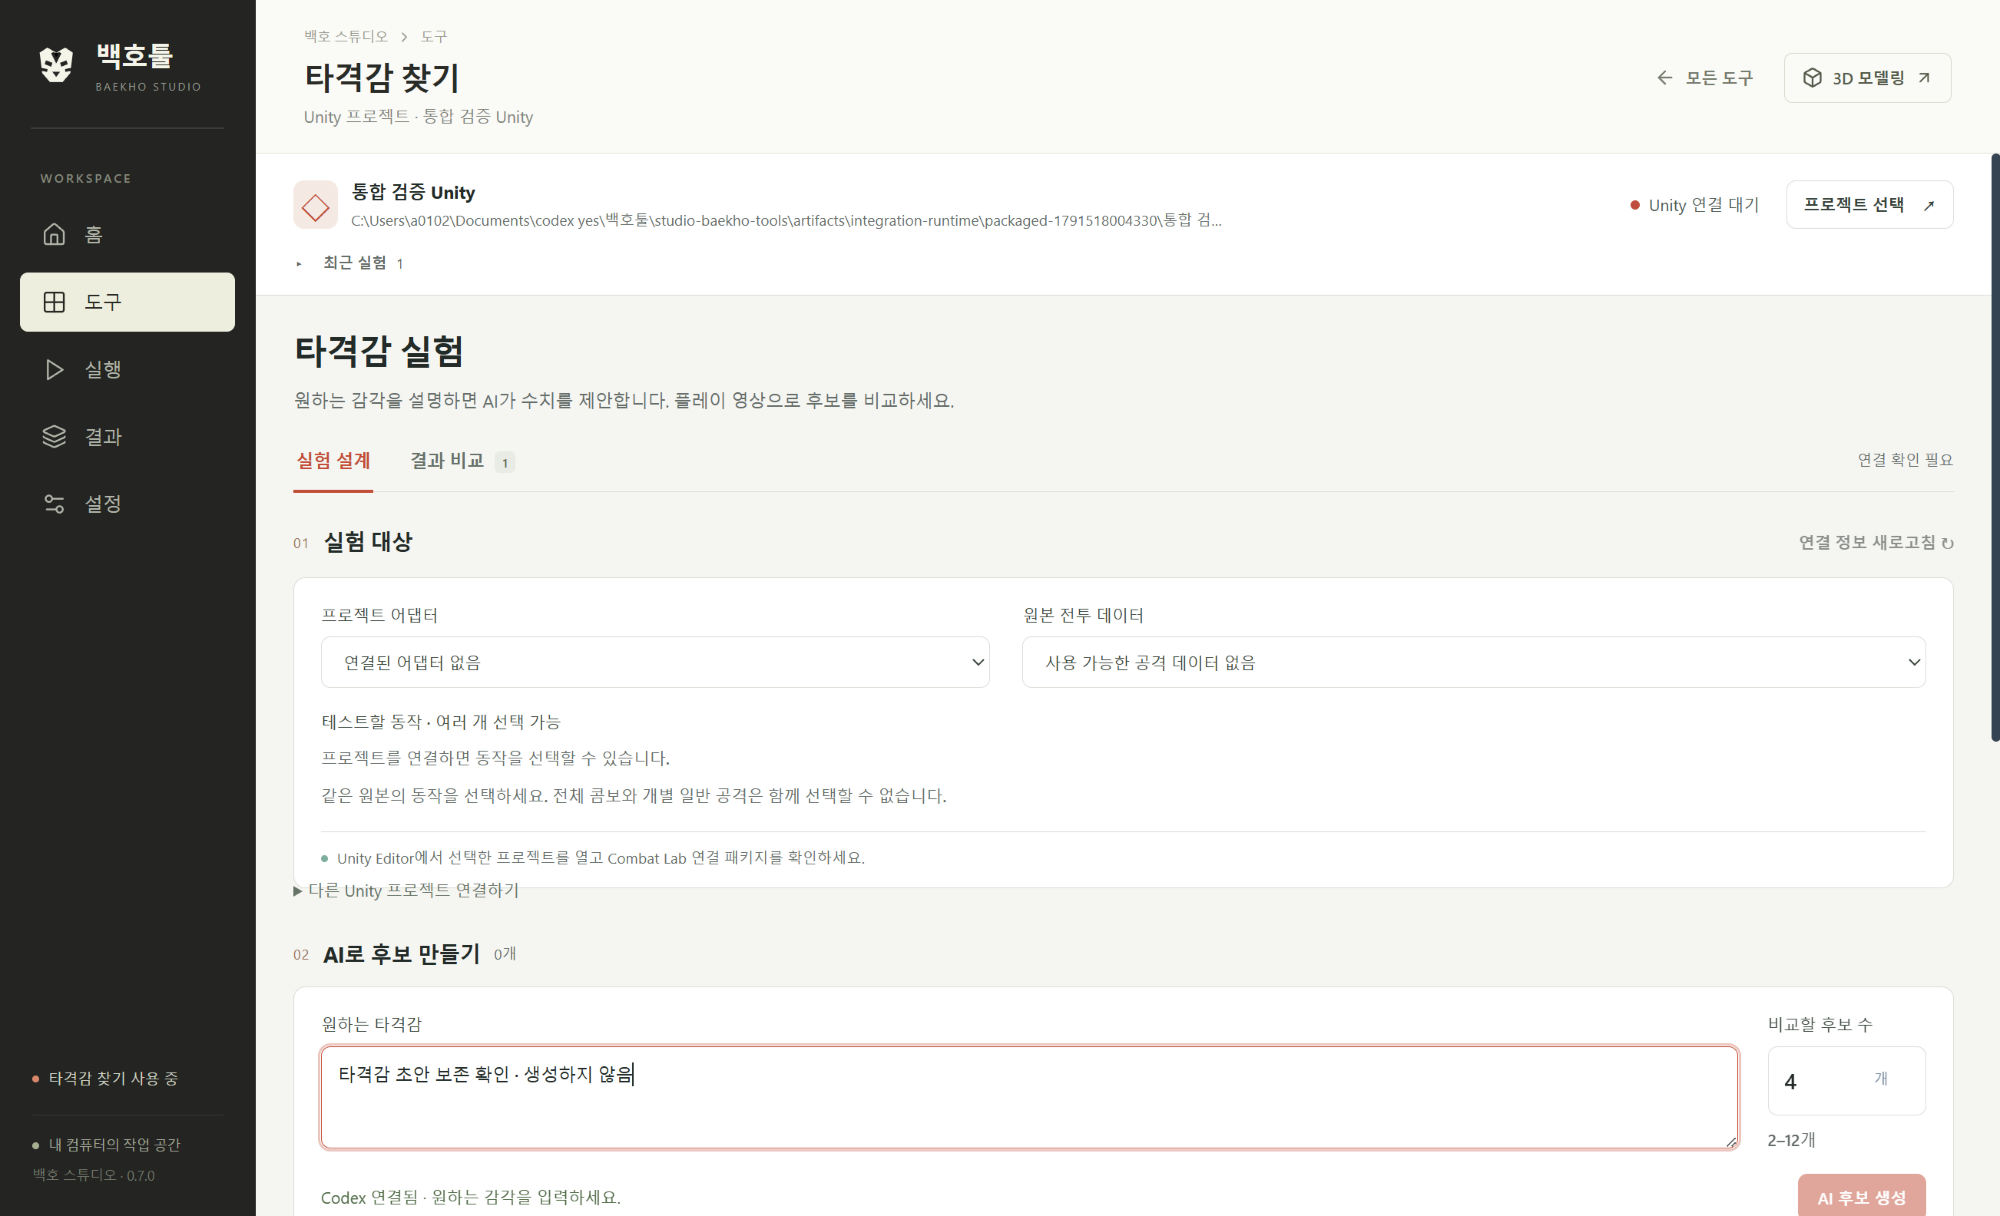 백호툴
BAEKHO STUDIO
WORKSPACE
홈
도구
실행
결과
설정
타격감 찾기 사용 중
내 컴퓨터의 작업 공간
백호 스튜디오 · 0.7.0
백호 스튜디오 > 도구
타격감 찾기
Unity 프로젝트 · 통합 검증 Unity
모든 도구
3D 모델링
통합 검증 Unity
C:\Users\a0102\Documents\codex yes\백호툴\studio-baekho-tools\artifacts\integration-runtime\packaged-1791518004330\통합 검...
Unity 연결 대기
프로젝트 선택
최근 실험 1
타격감 실험
원하는 감각을 설명하면 AI가 수치를 제안합니다. 플레이 영상으로 후보를 비교하세요.
실험 설계
결과 비교 1
연결 확인 필요
01 실험 대상
연결 정보 새로고침 ↻
프로젝트 어댑터
원본 전투 데이터
연결된 어댑터 없음
사용 가능한 공격 데이터 없음
테스트할 동작 · 여러 개 선택 가능
프로젝트를 연결하면 동작을 선택할 수 있습니다.
같은 원본의 동작을 선택하세요. 전체 콤보와 개별 일반 공격은 함께 선택할 수 없습니다.
Unity Editor에서 선택한 프로젝트를 열고 Combat Lab 연결 패키지를 확인하세요.
다른 Unity 프로젝트 연결하기
02 AI로 후보 만들기 0개
원하는 타격감
비교할 후보 수
타격감 초안 보존 확인 · 생성하지 않음
4 개
2–12개
Codex 연결됨 · 원하는 감각을 입력하세요.
AI 후보 생성